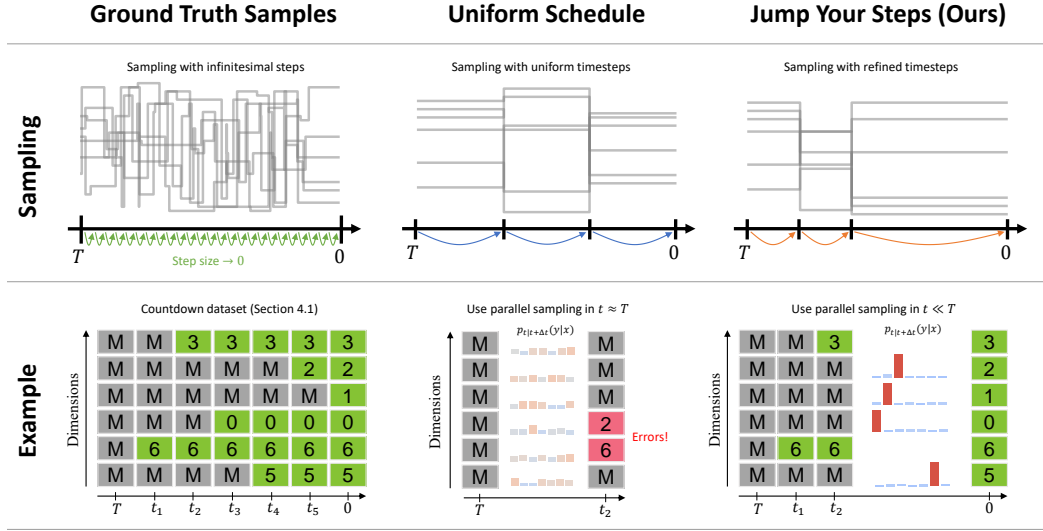 Ground Truth Samples
Uniform Schedule
Jump Your Steps (Ours)
Sampling
Sampling with infinitesimal steps
Sampling with uniform timesteps
Sampling with refined timesteps
T 0
Step size → 0
T 0
T 0
Example
Countdown dataset (Section 4.1)
Dimensions
M M 3 3 3 3 3
M M M M M 2 2
M M M M M M 1
M M M 0 0 0 0
M 6 6 6 6 6 6
M M M M 5 5 5
T t₁ t₂ t₃ t₄ t₅ 0
Use parallel sampling in t ≈ T
p_{t|t+Δt}(y|x)
Dimensions
M M
M M
M M
M 2
M 6
M M
Errors!
T t₂
Use parallel sampling in t ≪ T
p_{t|t+Δt}(y|x)
Dimensions
M M 3 3
M M M 2
M M M 1
M M M 0
M 6 6 6
M M M 5
T t₁ t₂ 0